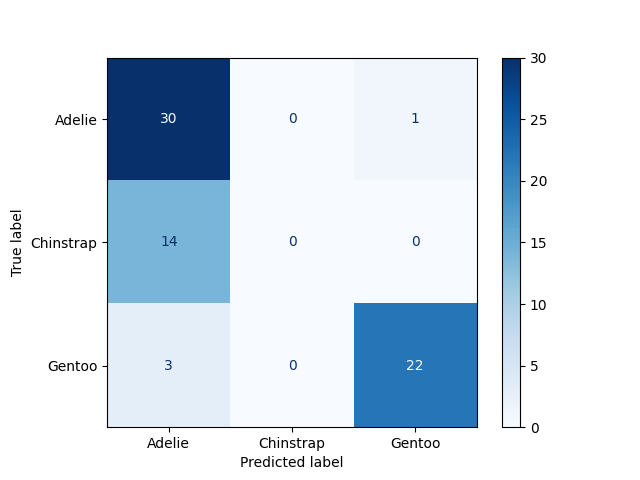 Adelie 30 0 1
Chinstrap 14 0 0
Gentoo 3 0 22
Adelie Chinstrap Gentoo
Predicted label
True label
30
25
20
15
10
5
0